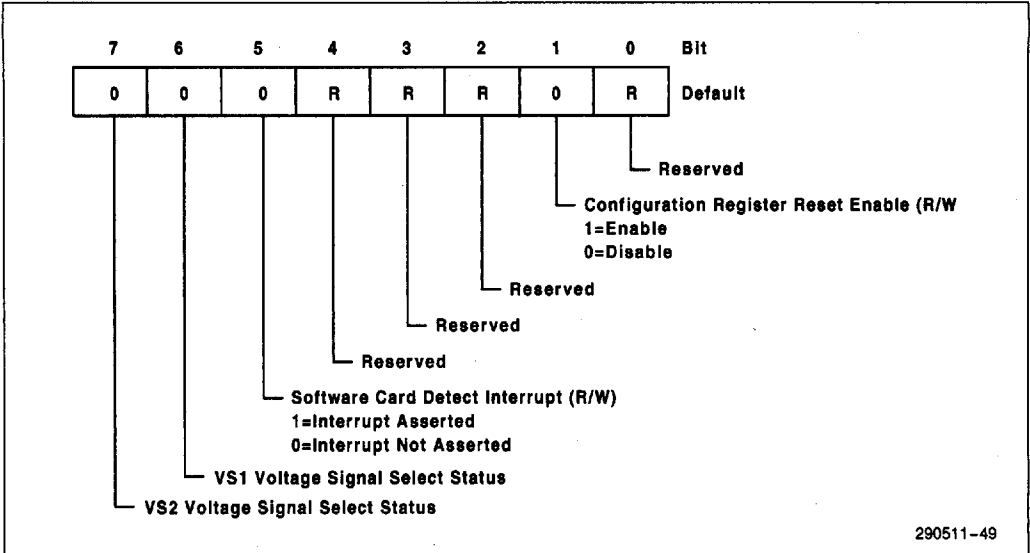 7 6 5 4 3 2 1 0 Bit
0 0 0 R R R 0 R Default
Reserved
Configuration Register Reset Enable (R/W
1=Enable
0=Disable
Reserved
Reserved
Reserved
Software Card Detect Interrupt (R/W)
1=Interrupt Asserted
0=Interrupt Not Asserted
VS1 Voltage Signal Select Status
VS2 Voltage Signal Select Status
290511–49